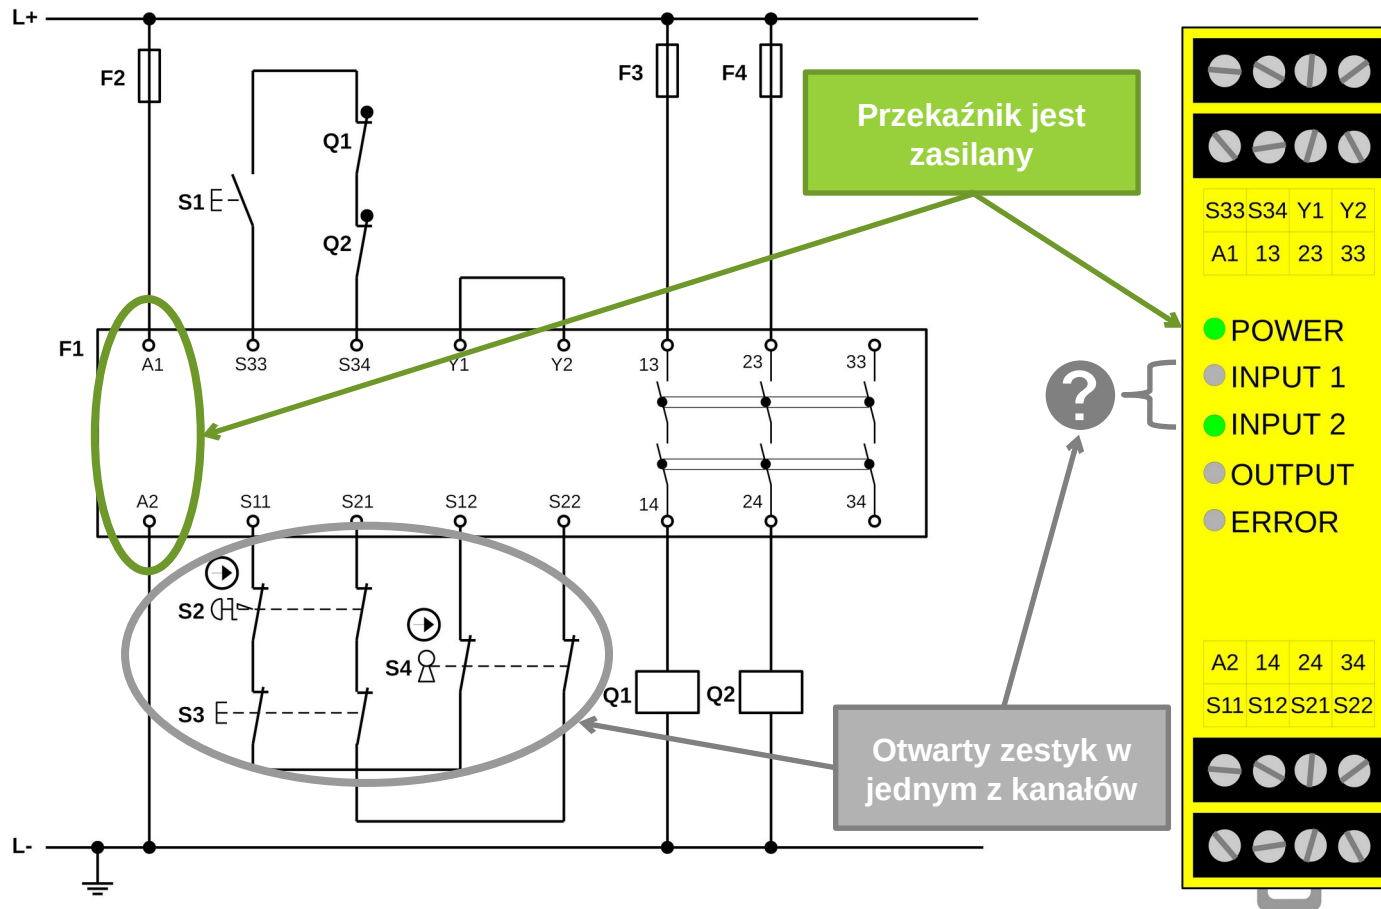 L+
F2
F3
F4
Przekaźnik jest
zasilany
Q1
S1
Q2
S33 S34 Y1 Y2
A1 13 23 33
F1
A1 S33 S34 Y1 Y2 13 23 33
POWER
?
INPUT 1
INPUT 2
OUTPUT
ERROR
A2 S11 S21 S12 S22 14 24 34
S2
S4
S3
Q1
Q2
A2 14 24 34
S11 S12 S21 S22
Otwarty zestyk w
jednym z kanałów
L-